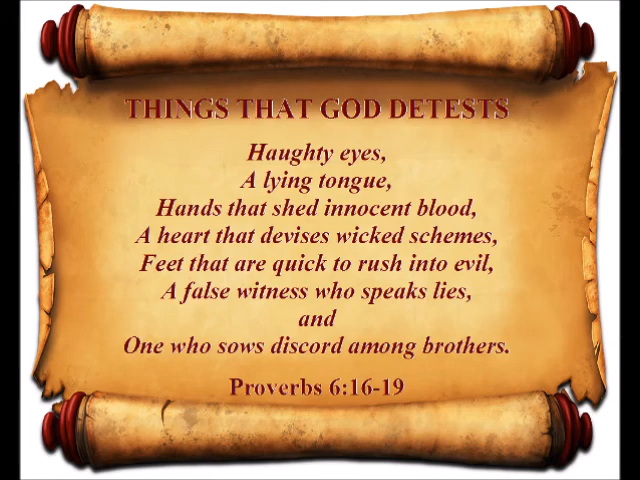 THINGS THAT GOD DETESTS
Haughty eyes,
A lying tongue,
Hands that shed innocent blood,
A heart that devises wicked schemes,
Feet that are quick to rush into evil,
A false witness who speaks lies,
and
One who sows discord among brothers.
Proverbs 6:16-19